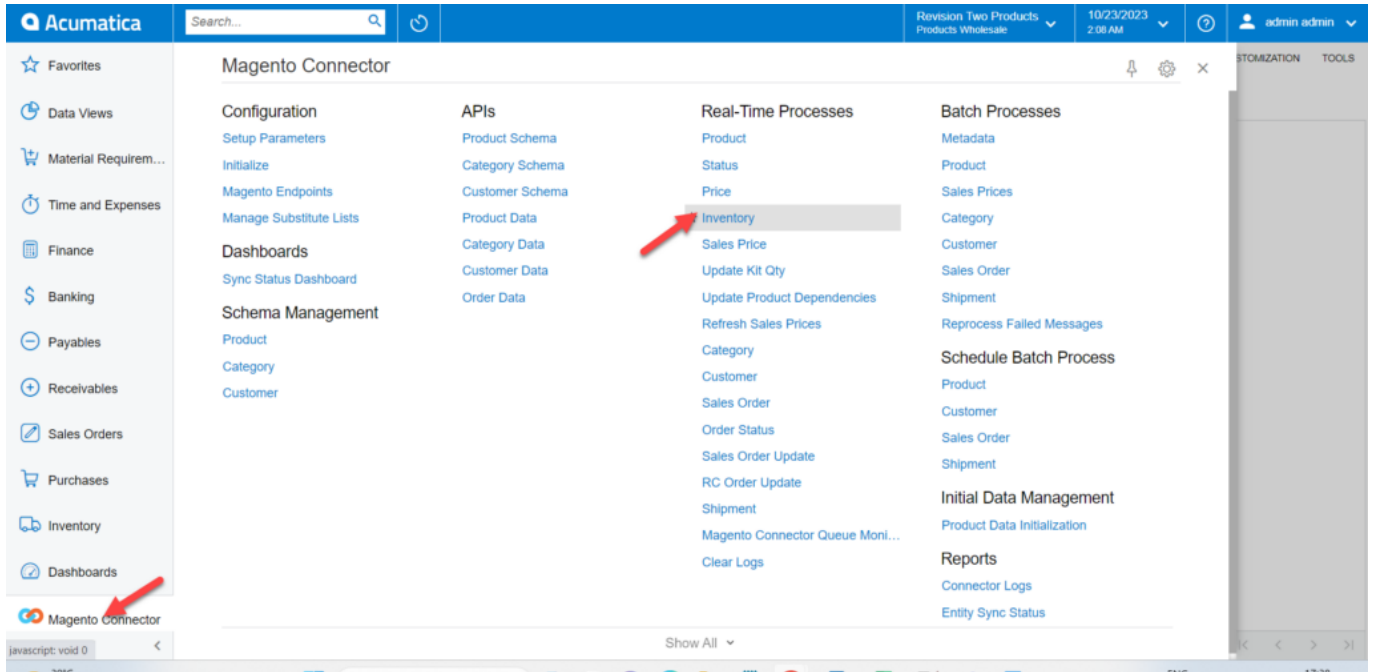 Acumatica
Search...
Revision Two Products
Products Wholesale
10/23/2023
2:08 AM
admin admin
Favorites
Data Views
Material Requirem...
Time and Expenses
Finance
Banking
Payables
Receivables
Sales Orders
Purchases
Inventory
Dashboards
Magento Connector
javascript: void 0
Magento Connector
STOMIZATION TOOLS
Configuration
Setup Parameters
Initialize
Magento Endpoints
Manage Substitute Lists
Dashboards
Sync Status Dashboard
Schema Management
Product
Category
Customer
APIs
Product Schema
Category Schema
Customer Schema
Product Data
Category Data
Customer Data
Order Data
Real-Time Processes
Product
Status
Price
Inventory
Sales Price
Update Kit Qty
Update Product Dependencies
Refresh Sales Prices
Category
Customer
Sales Order
Order Status
Sales Order Update
RC Order Update
Shipment
Magento Connector Queue Moni...
Clear Logs
Batch Processes
Metadata
Product
Sales Prices
Category
Customer
Sales Order
Shipment
Reprocess Failed Messages
Schedule Batch Process
Product
Customer
Sales Order
Shipment
Initial Data Management
Product Data Initialization
Reports
Connector Logs
Entity Sync Status
Show All